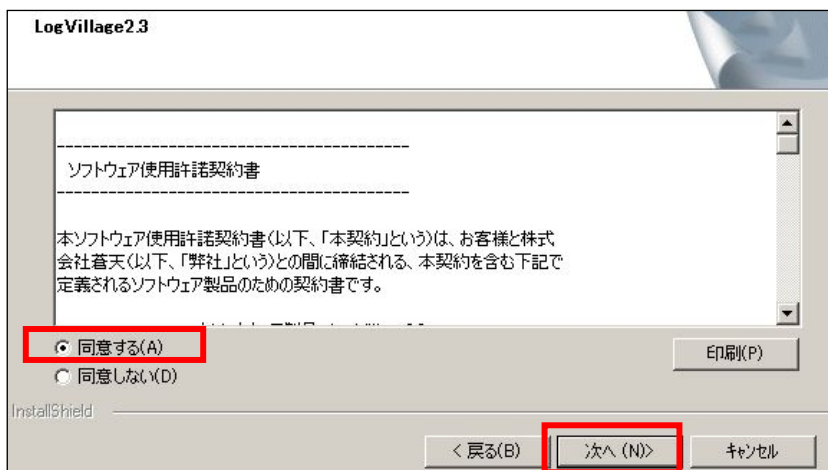 LogVillage2.3
-----------------------------------------
ソフトウェア使用許諾契約書
-----------------------------------------
本ソフトウェア使用許諾契約書(以下、「本契約」という)は、お客様と株式
会社蒼天(以下、「弊社」という)との間に締結される、本契約を含む下記で
定義されるソフトウェア製品のための契約書です。
同意する(A)
印刷(P)
同意しない(D)
InstallShield
< 戻る(B)
次へ (N)>
キャンセル